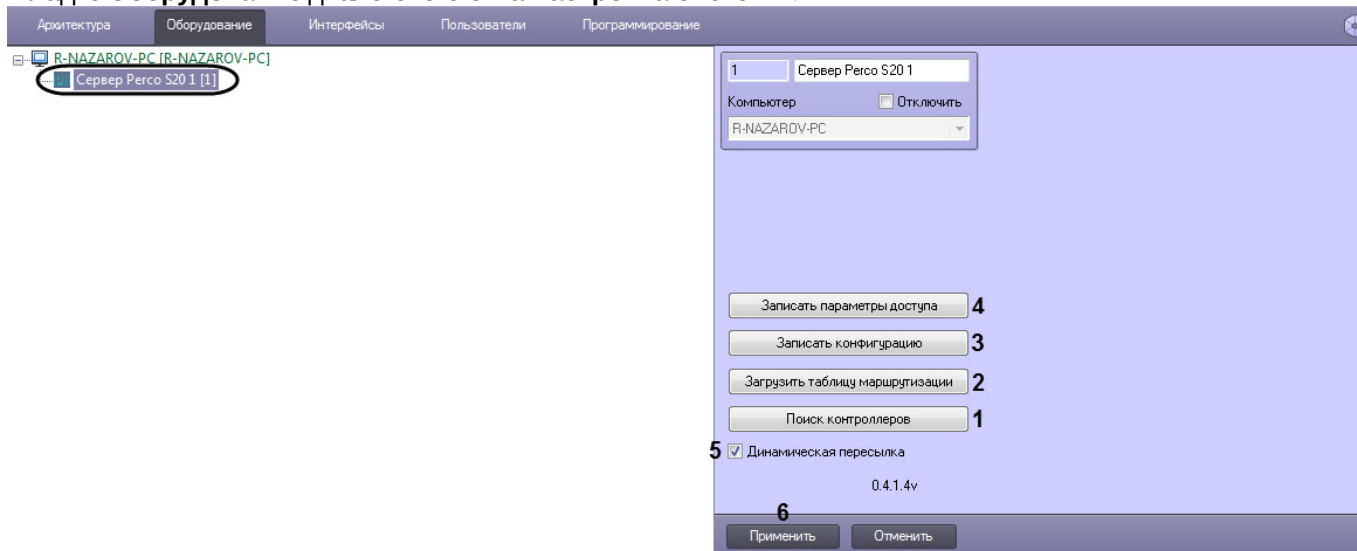 Архитектура Оборудование Интерфейсы Пользователи Программирование
R-NAZAROV-PC [R-NAZAROV-PC]
Сервер Perco S20 1 [1]
1 Сервер Perco S20 1
Компьютер Отключить
R-NAZAROV-PC
Записать параметры доступа 4
Записать конфигурацию 3
Загрузить таблицу маршрутизации 2
Поиск контроллеров 1
5 Динамическая пересылка
0.4.1.4v
6
Применить Отменить